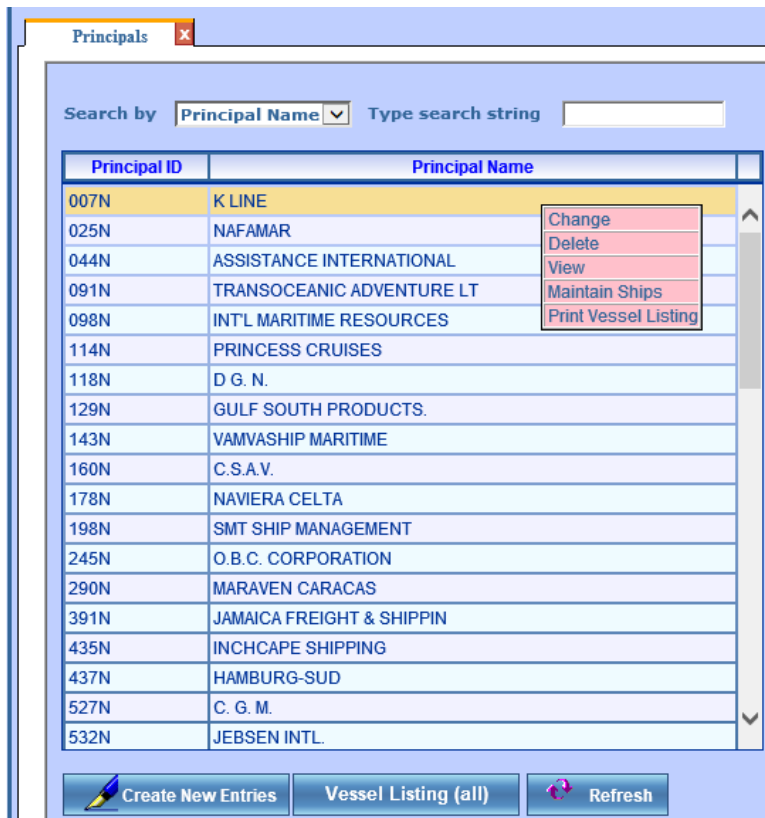 Principals x
Search by Principal Name Type search string
Principal ID Principal Name
007N K LINE
025N NAFAMAR
044N ASSISTANCE INTERNATIONAL
091N TRANSOCEANIC ADVENTURE LT
098N INT'L MARITIME RESOURCES
114N PRINCESS CRUISES
118N D G. N.
129N GULF SOUTH PRODUCTS.
143N VAMVASHIP MARITIME
160N C.S.A.V.
178N NAVIERA CELTA
198N SMT SHIP MANAGEMENT
245N O.B.C. CORPORATION
290N MARAVEN CARACAS
391N JAMAICA FREIGHT & SHIPPIN
435N INCHCAPE SHIPPING
437N HAMBURG-SUD
527N C. G. M.
532N JEBSEN INTL.
Change
Delete
View
Maintain Ships
Print Vessel Listing
Create New Entries Vessel Listing (all) Refresh